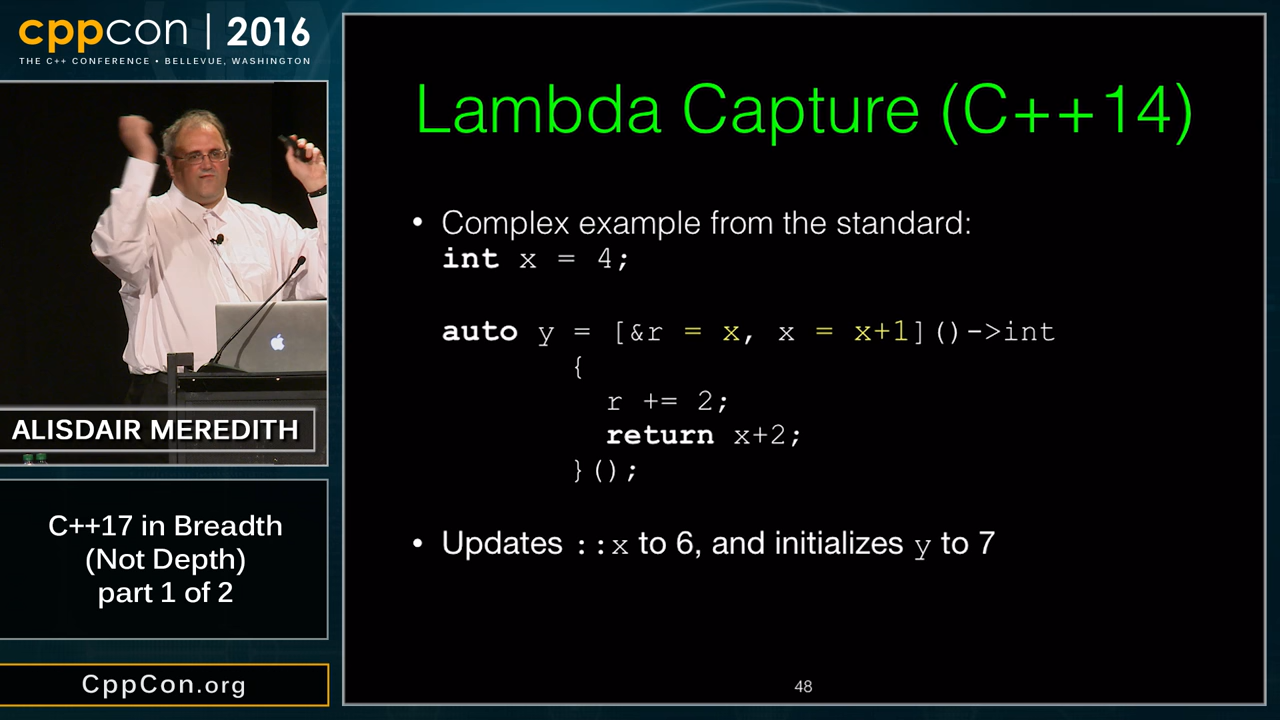 cppcon | 2016
THE C++ CONFERENCE • BELLEVUE, WASHINGTON
ALISDAIR MEREDITH
C++17 in Breadth
(Not Depth)
part 1 of 2
CppCon.org
Lambda Capture (C++14)
• Complex example from the standard:
int x = 4;
auto y = [&r = x, x = x+1]()->int
{
r += 2;
return x+2;
}();
• Updates ::x to 6, and initializes y to 7
48